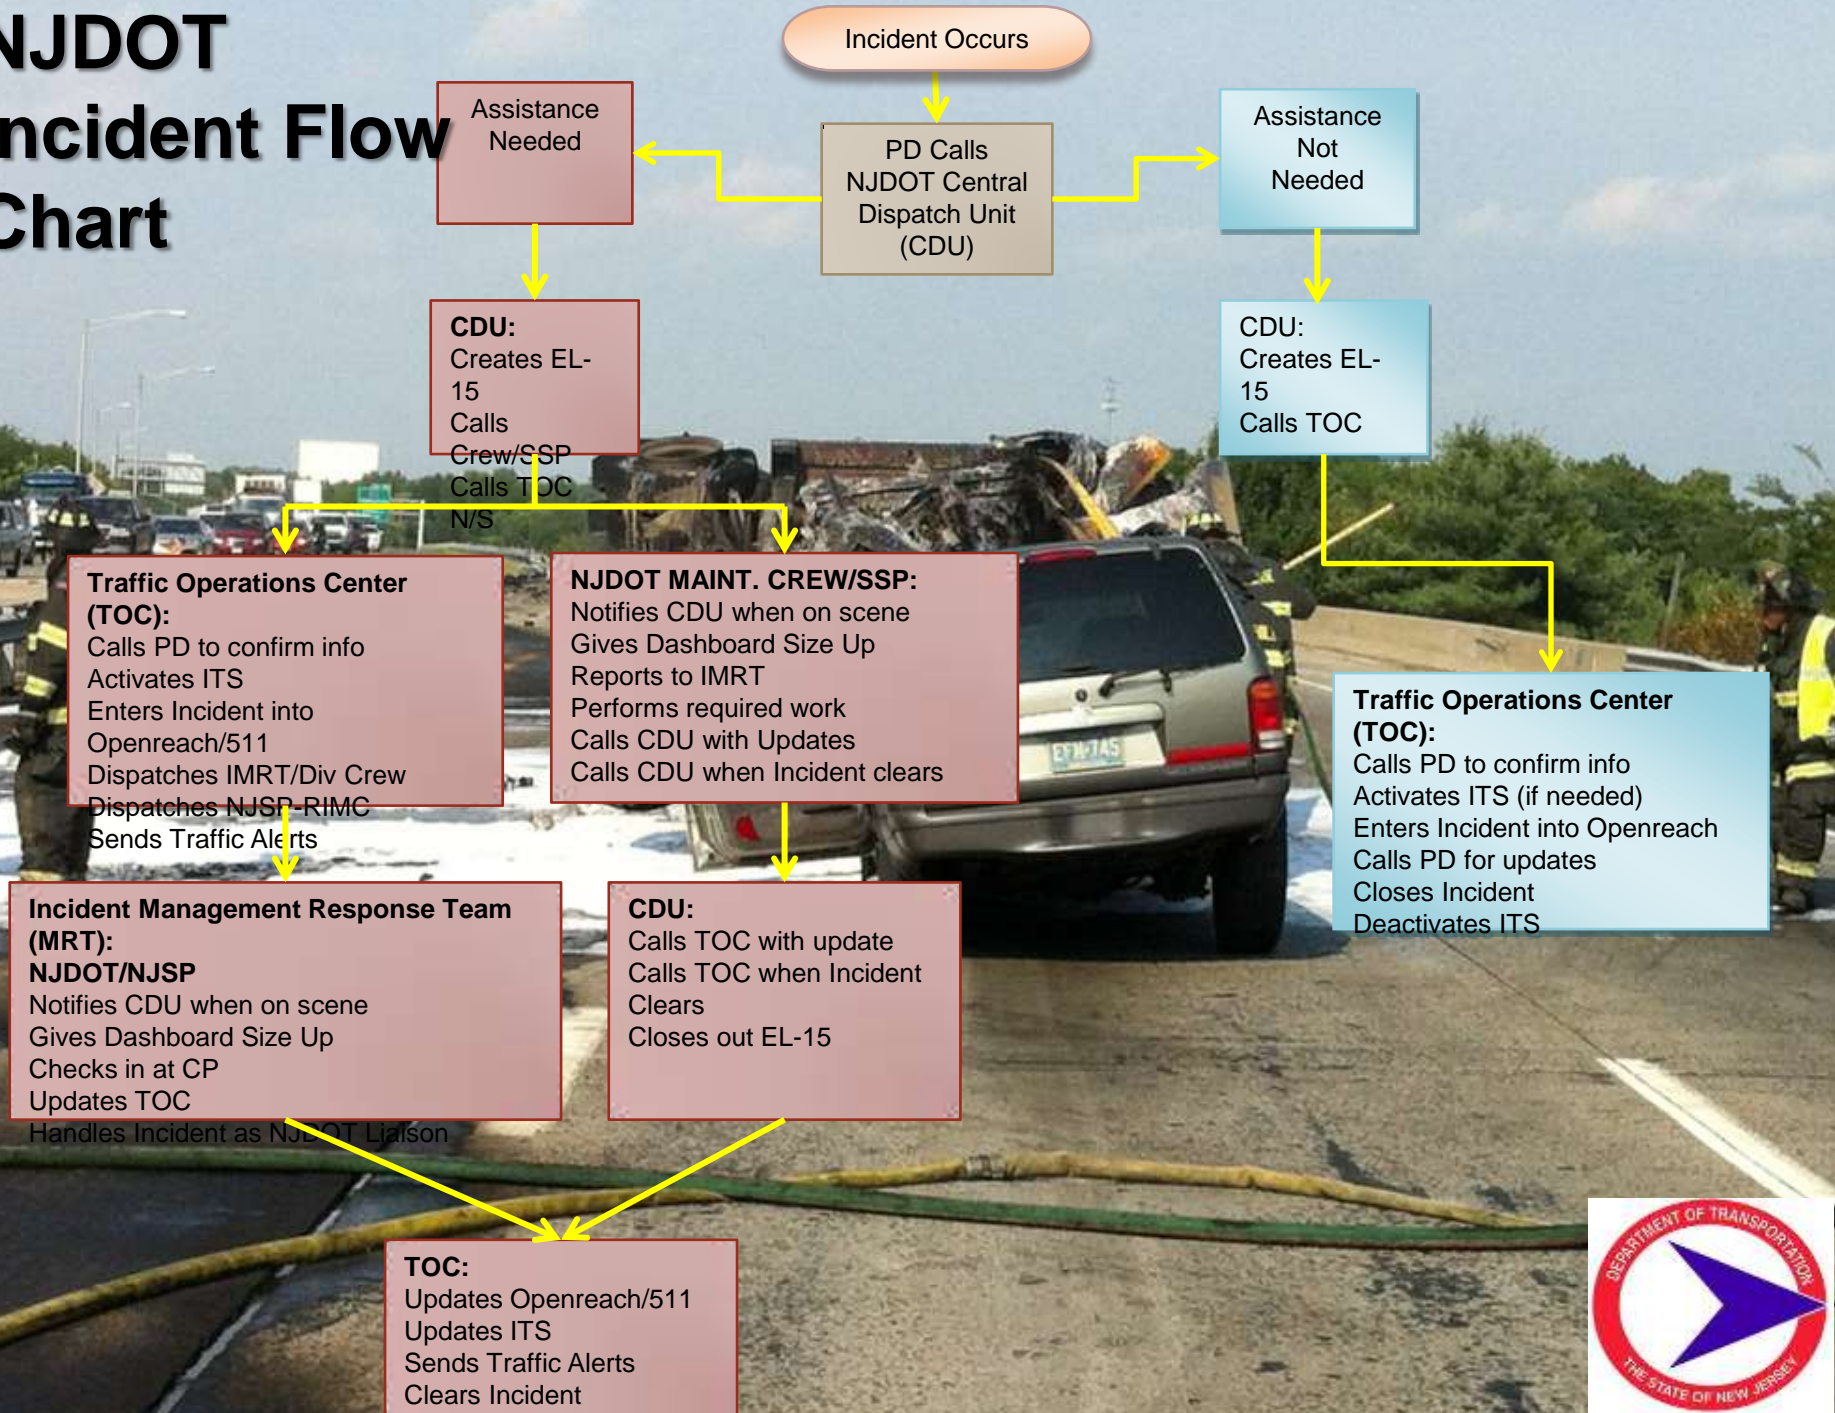 NJDOT
Incident Flow
Chart
Incident Occurs
PD Calls
NJDOT Central
Dispatch Unit
(CDU)
Assistance
Needed
Assistance
Not
Needed
CDU:
Creates EL-
15
Calls
Crew/SSP
Calls TOC
N/S
CDU:
Creates EL-
15
Calls TOC
Traffic Operations Center
(TOC):
Calls PD to confirm info
Activates ITS
Enters Incident into
Openreach/511
Dispatches IMRT/Div Crew
Dispatches NJSP-RIMC
Sends Traffic Alerts
NJDOT MAINT. CREW/SSP:
Notifies CDU when on scene
Gives Dashboard Size Up
Reports to IMRT
Performs required work
Calls CDU with Updates
Calls CDU when Incident clears
Traffic Operations Center
(TOC):
Calls PD to confirm info
Activates ITS (if needed)
Enters Incident into Openreach
Calls PD for updates
Closes Incident
Deactivates ITS
Incident Management Response Team
(MRT):
NJDOT/NJSP
Notifies CDU when on scene
Gives Dashboard Size Up
Checks in at CP
Updates TOC
Handles Incident as NJDOT Liaison
CDU:
Calls TOC with update
Calls TOC when Incident
Clears
Closes out EL-15
TOC:
Updates Openreach/511
Updates ITS
Sends Traffic Alerts
Clears Incident
DEPARTMENT OF TRANSPORTATION
THE STATE OF NEW JERSEY